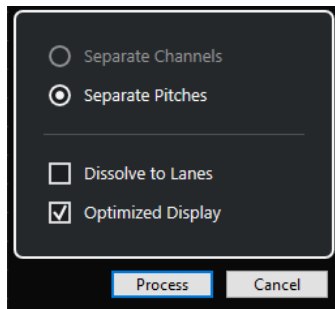 Separate Channels
Separate Pitches
Dissolve to Lanes
Optimized Display
Process Cancel